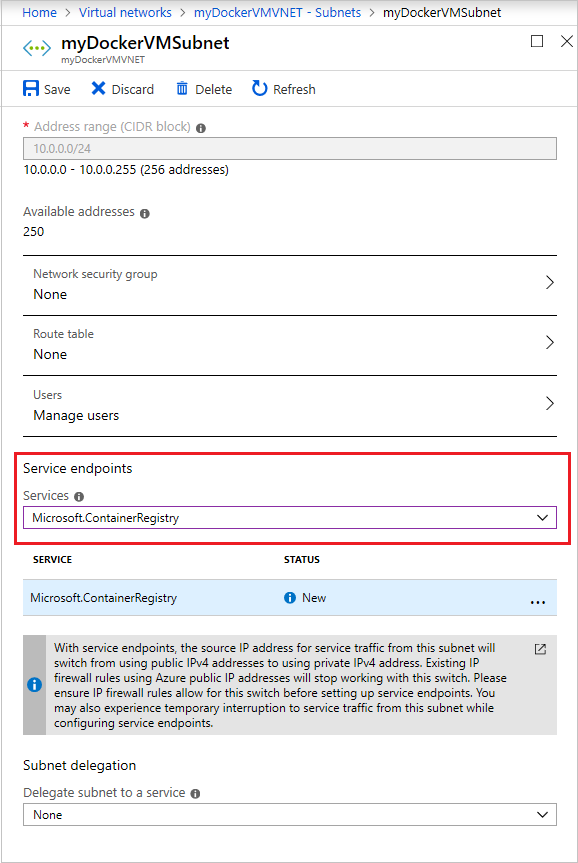 Home > Virtual networks > myDockerVMVNET - Subnets > myDockerVMSubnet
myDockerVMSubnet
myDockerVMVNET
Save Discard Delete Refresh
* Address range (CIDR block)
10.0.0.0/24
10.0.0.0 - 10.0.0.255 (256 addresses)
Available addresses
250
Network security group
None
Route table
None
Users
Manage users
Service endpoints
Services
Microsoft.ContainerRegistry
SERVICE STATUS
Microsoft.ContainerRegistry New ...
With service endpoints, the source IP address for service traffic from this subnet will
switch from using public IPv4 addresses to using private IPv4 address. Existing IP
firewall rules using Azure public IP addresses will stop working with this switch. Please
ensure IP firewall rules allow for this switch before setting up service endpoints. You
may also experience temporary interruption to service traffic from this subnet while
configuring service endpoints.
Subnet delegation
Delegate subnet to a service
None